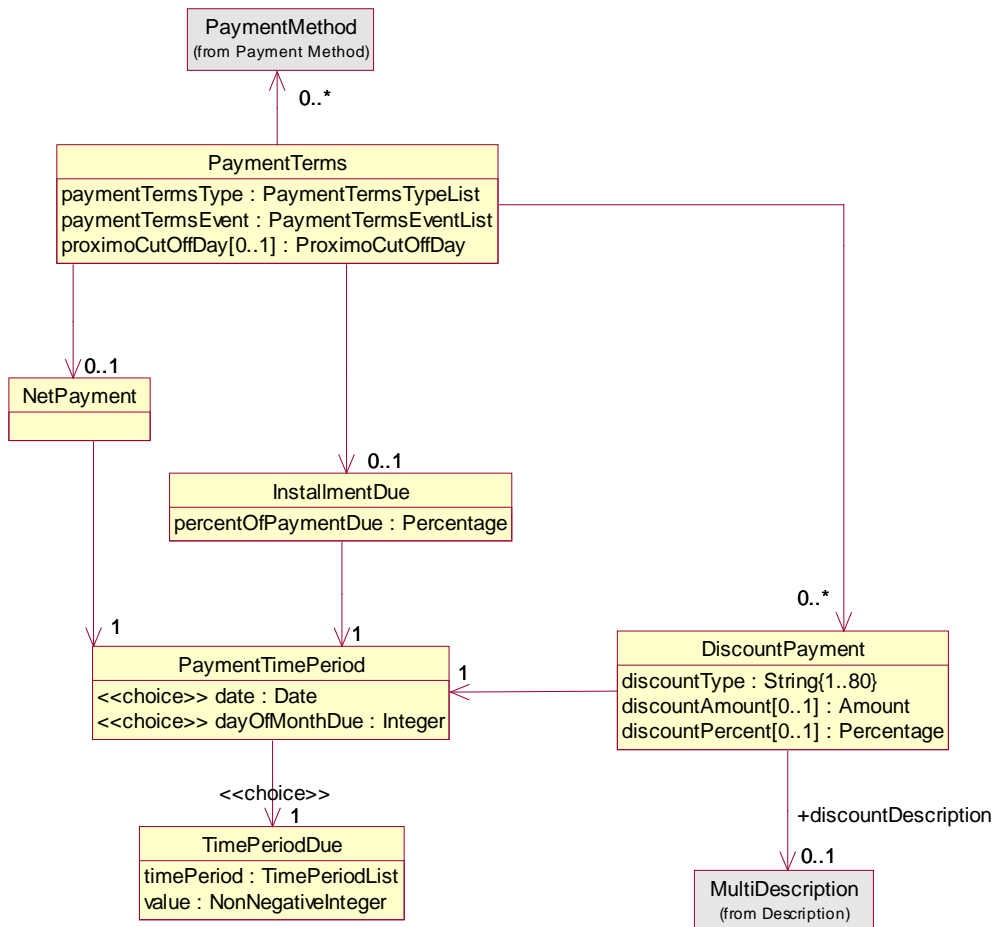 PaymentMethod
(from Payment Method)
0..*
PaymentTerms
paymentTermsType : PaymentTermsTypeList
paymentTermsEvent : PaymentTermsEventList
proximoCutOffDay[0..1] : ProximoCutOffDay
0..1
NetPayment
0..1
InstallmentDue
percentOfPaymentDue : Percentage
0..*
1
1
PaymentTimePeriod
<<choice>> date : Date
<<choice>> dayOfMonthDue : Integer
1
DiscountPayment
discountType : String{1..80}
discountAmount[0..1] : Amount
discountPercent[0..1] : Percentage
<<choice>>
1
+discountDescription
TimePeriodDue
timePeriod : TimePeriodList
value : NonNegativeInteger
0..1
MultiDescription
(from Description)